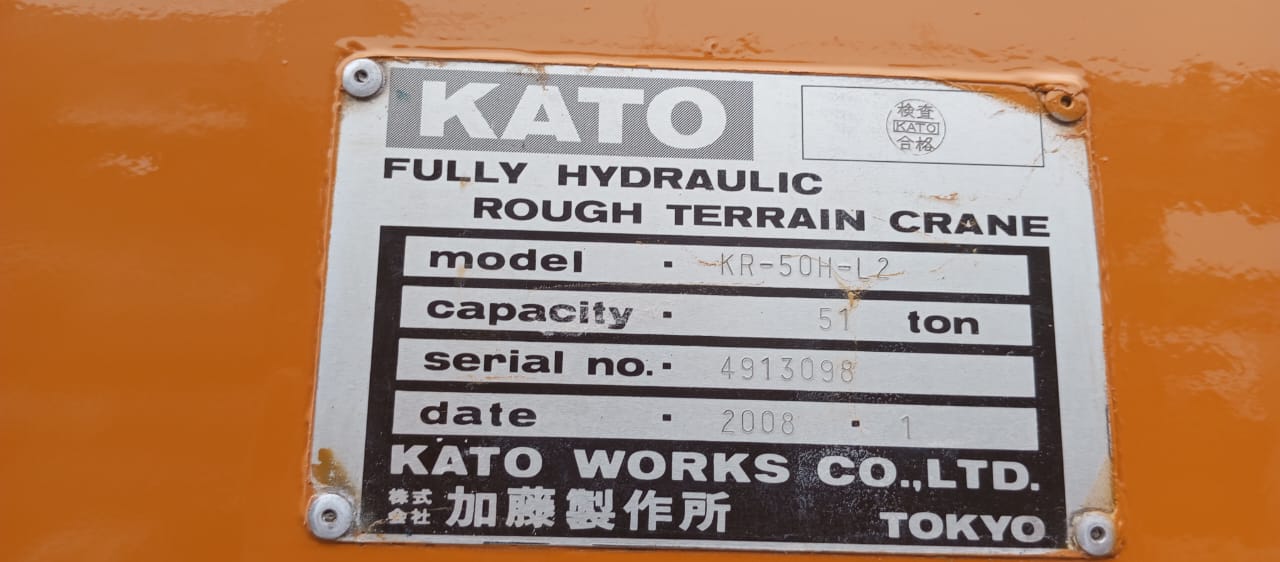 KATO
検査
KATO
合格
FULLY HYDRAULIC
ROUGH TERRAIN CRANE
model · KR-50H-L2
capacity · 51 ton
serial no. · 4913098
date · 2008 · 1
KATO WORKS CO.,LTD.
株式会社 加藤製作所
TOKYO